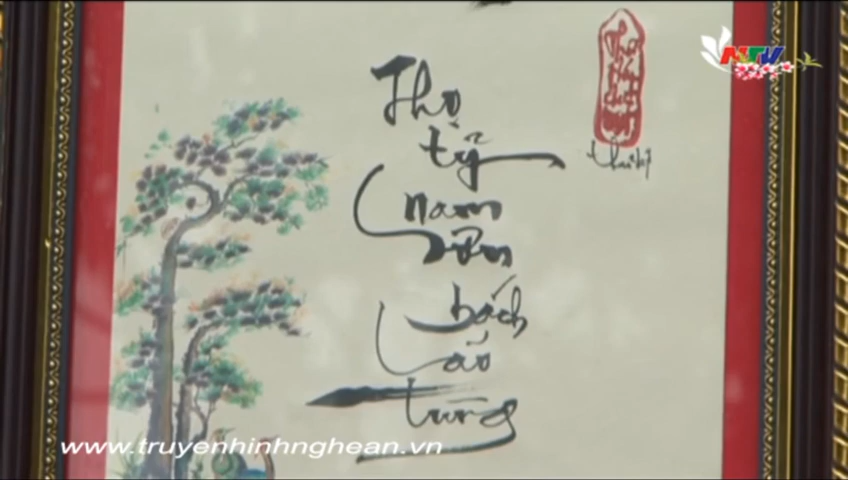 NTV
Thọ
tỷ
nam
sơn
bách
lão
tùng
www.truyenhinhnghean.vn